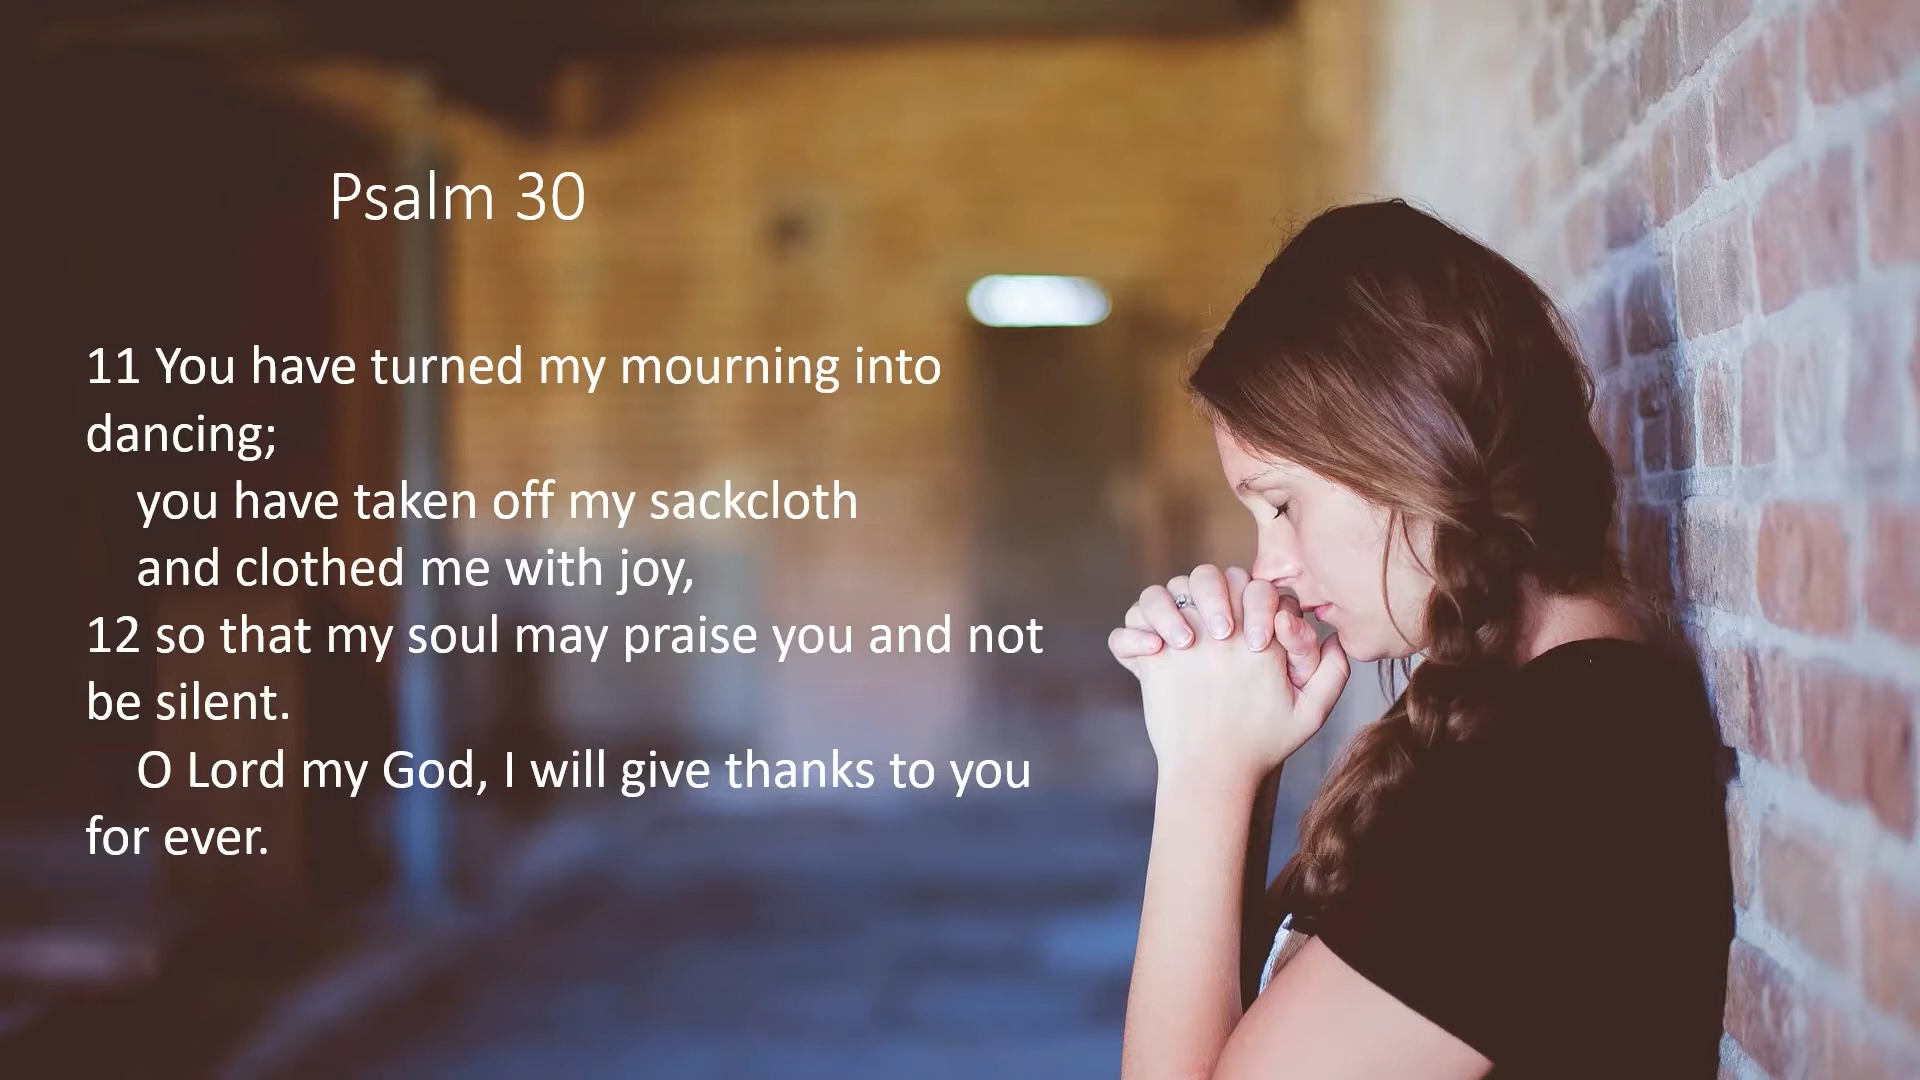 Psalm 30
11 You have turned my mourning into
dancing;
you have taken off my sackcloth
and clothed me with joy,
12 so that my soul may praise you and not
be silent.
O Lord my God, I will give thanks to you
for ever.